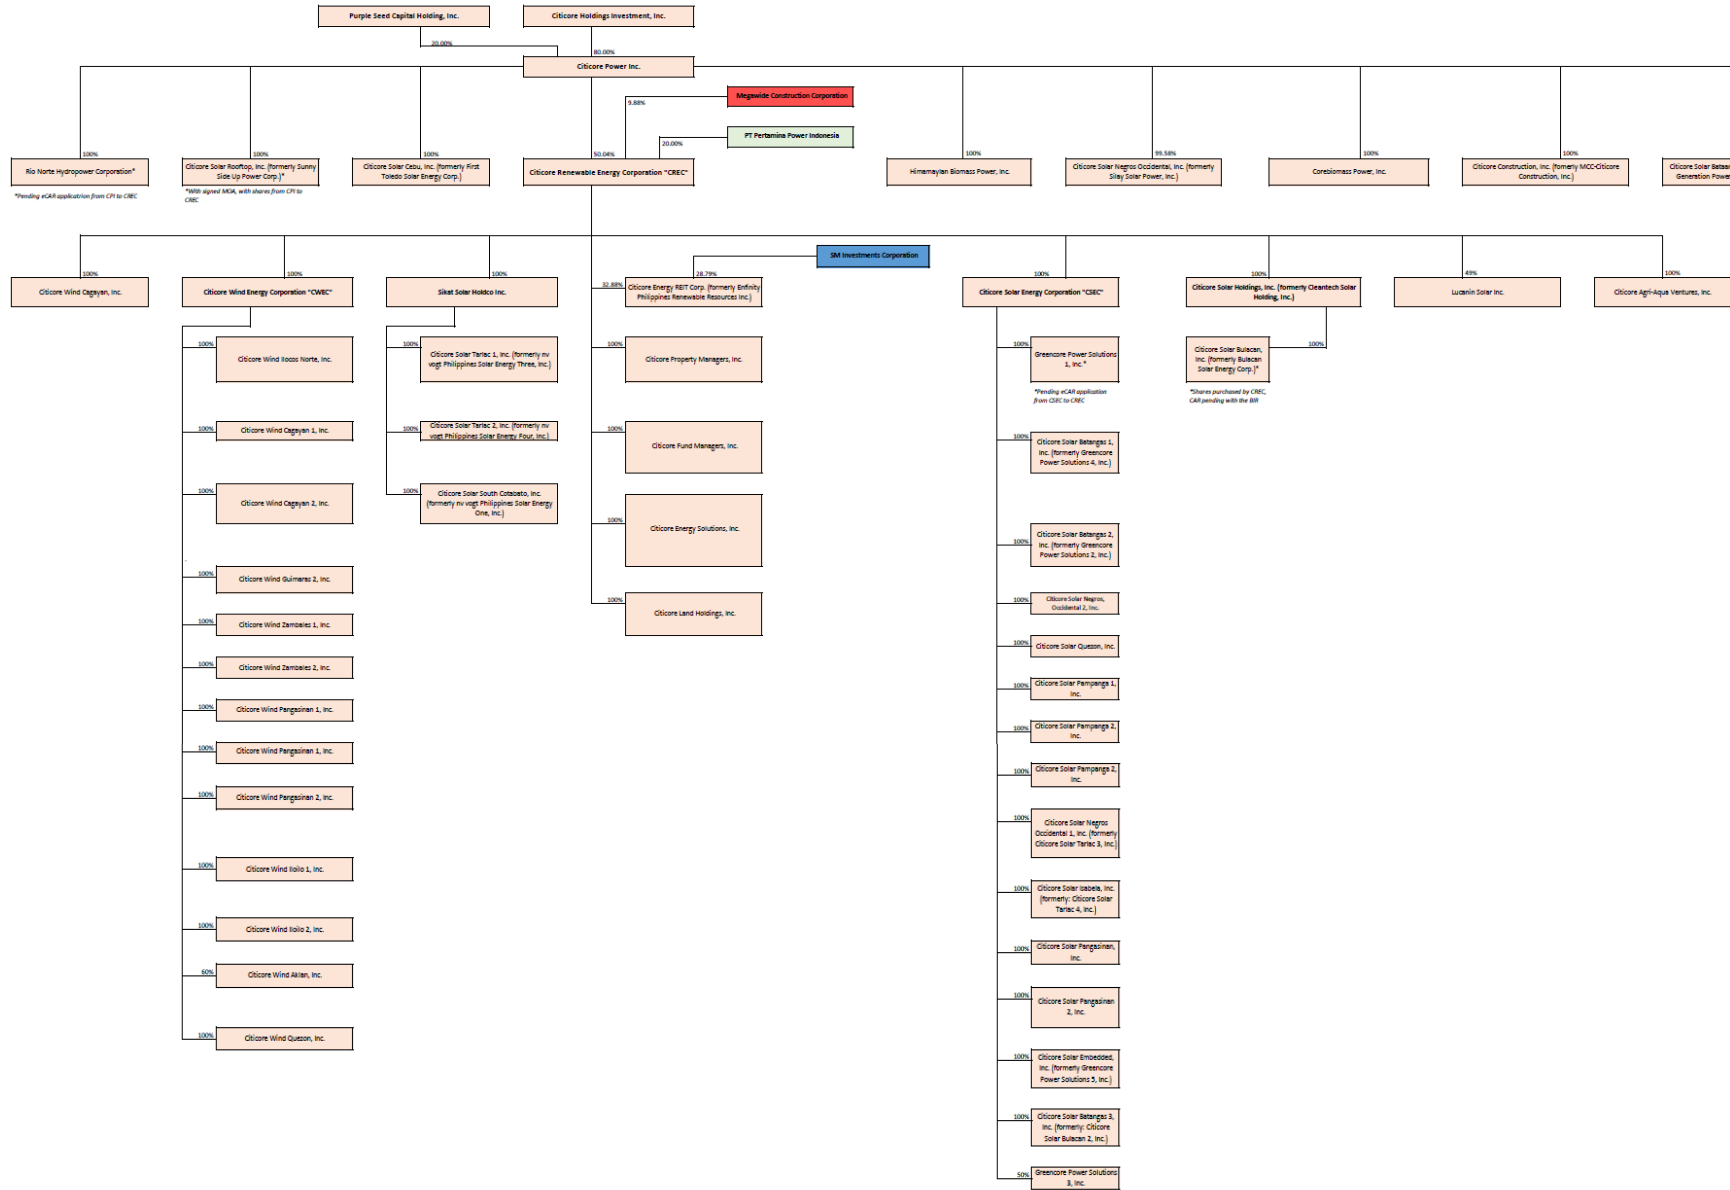 Purple Seed Capital Holding, Inc.
Citicore Holdings Investment, Inc.
20.00%
80.00%
Citicore Power Inc.
9.88%
Megawide Construction Corporation
20.00%
PT Pertamina Power Indonesia
100%
100%
100%
50.04%
100%
99.58%
100%
100%
Rio Norte Hydropower Corporation*
*Pending eCAR applicatrion from CPI to CREC
Citicore Solar Rooftop, Inc. (formerly Sunny
Side Up Power Corp.)*
*With signed MOA, with shares from CPI to
CREC
Citicore Solar Cebu, Inc. (formerly First
Toledo Solar Energy Corp.)
Citicore Renewable Energy Corporation "CREC"
Himamaylan Biomass Power, Inc.
Citicore Solar Negros Occidental, Inc. (formerly
Silay Solar Power, Inc.)
Corebiomass Power, Inc.
Citicore Construction, Inc. (fomerly MCC-Citicore
Construction, Inc.)
Citicore Solar Bataa
Generation Power
SM Investments Corporation
28.79%
100%
100%
100%
32.88%
100%
100%
49%
100%
Citicore Wind Cagayan, Inc.
Citicore Wind Energy Corporation "CWEC"
Sikat Solar Holdco Inc.
Citicore Energy REIT Corp. (formerly Enfinity
Philippines Renewable Resources Inc.)
Citicore Solar Energy Corporation "CSEC"
Citicore Solar Holdings, Inc. (formerly Cleantech Solar
Holding, Inc.)
Lucanin Solar Inc.
Citicore Agri-Aqua Ventures, Inc.
100%
Citicore Wind Ilocos Norte, Inc.
100%
Citicore Wind Cagayan 1, Inc.
100%
Citicore Wind Cagayan 2, Inc.
100%
Citicore Wind Guimaras 2, Inc.
100%
Citicore Wind Zambales 1, Inc.
100%
Citicore Wind Zambales 2, Inc.
100%
Citicore Wind Pangasinan 1, Inc.
100%
Citicore Wind Pangasinan 1, Inc.
100%
Citicore Wind Pangasinan 2, Inc.
100%
Citicore Wind Iloilo 1, Inc.
100%
Citicore Wind Iloilo 2, Inc.
60%
Citicore Wind Aklan, Inc.
100%
Citicore Wind Quezon, Inc.
100%
Citicore Solar Tarlac 1, Inc. (formerly nv
vogt Philippines Solar Energy Three, Inc.)
100%
Citicore Solar Tarlac 2, Inc. (formerly nv
vogt Philippines Solar Energy Four, Inc.)
100%
Citicore Solar South Cotabato, Inc.
(formerly nv vogt Philippines Solar Energy
One, Inc.)
100%
Citicore Property Managers, Inc.
100%
Citicore Fund Managers, Inc.
100%
Citicore Energy Solutions, Inc.
100%
Citicore Land Holdings, Inc.
100%
Greencore Power Solutions
1, Inc.*
*Pending eCAR application
from CSEC to CREC
100%
Citicore Solar Batangas 1,
Inc. (formerly Greencore
Power Solutions 4, Inc.)
100%
Citicore Solar Batangas 2,
Inc. (formerly Greencore
Power Solutions 2, Inc.)
100%
Citicore Solar Negros,
Occidental 2, Inc.
100%
Citicore Solar Quezon, Inc.
100%
Citicore Solar Pampanga 1,
Inc.
100%
Citicore Solar Pampanga 2,
Inc.
100%
Citicore Solar Pampanga 2,
Inc.
100%
Citicore Solar Negros
Occidental 1, Inc. (formerly
Citicore Solar Tarlac 3, Inc.)
100%
Citicore Solar Isabela, Inc.
(formerly: Citicore Solar
Tarlac 4, Inc.)
100%
Citicore Solar Pangasinan,
Inc.
100%
Citicore Solar Pangasinan
2, Inc.
100%
Citicore Solar Embedded,
Inc. (formerly Greencore
Power Solutions 5, Inc.)
100%
Citicore Solar Batangas 3,
Inc. (formerly: Citicore
Solar Bulacan 2, Inc.)
50%
Greencore Power Solutions
3, Inc.
100%
Citicore Solar Bulacan,
Inc. (formerly Bulacan
Solar Energy Corp.)*
*Shares purchased by CREC,
CAR pending with the BIR